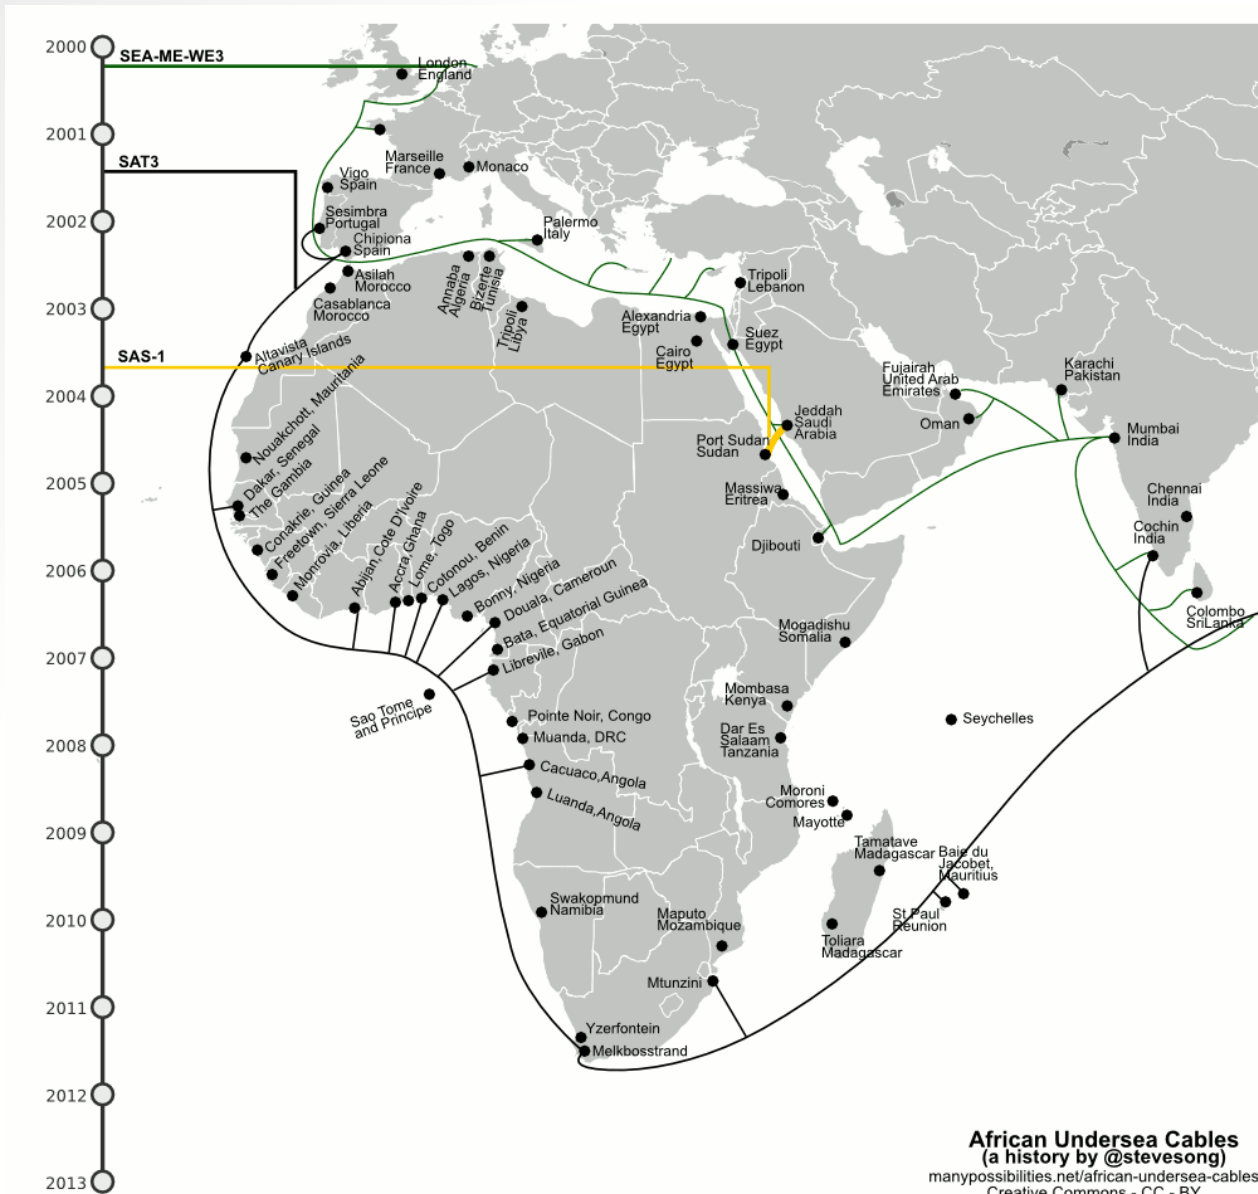 2000
SEA-ME-WE3
London
England
2001
SAT3
Marseille
France
Monaco
Vigo
Spain
2002
Sesimbra
Portugal
Chipiona
Spain
Palermo
Italy
Asilah
Morocco
Casablanca
Morocco
Annaba
Algeria
Bizerte
Tunisia
Tripoli
Libya
Tripoli
Lebanon
2003
Alexandria
Egypt
Cairo
Egypt
Suez
Egypt
Altavista
Canary Islands
SAS-1
Fujairah
United Arab
Emirates
Karachi
Pakistan
2004
Oman
Mumbai
India
Jeddah
Saudi
Arabia
Port Sudan
Sudan
Nouakchott, Mauritania
2005
Dakar, Senegal
The Gambia
Massiwa
Eritrea
Chennai
India
Cochin
India
Djibouti
Conakrie, Guinea
Freetown, Sierra Leone
Monrovia, Liberia
Abijan,Cote D'Ivoire
Accra,Ghana
Lome, Togo
Cotonou, Benin
Lagos, Nigeria
Bonny, Nigeria
Douala, Cameroun
Bata, Equatorial Guinea
Librevile, Gabon
2006
Colombo
SriLanka
Mogadishu
Somalia
2007
Sao Tome
and Principe
Mombasa
Kenya
Seychelles
Pointe Noir, Congo
Muanda, DRC
Dar Es
Salaam
Tanzania
2008
Cacuaco,Angola
Luanda,Angola
Moroni
Comores
Mayotte
2009
Tamatave
Madagascar
Baie du
Jacobet,
Mauritius
Swakopmund
Namibia
Maputo
Mozambique
St Paul
Reunion
2010
Toliara
Madagascar
Mtunzini
2011
Yzerfontein
Melkbosstrand
2012
African Undersea Cables
(a history by @stevesong)
manypossibilities.net/african-undersea-cables
Creative Commons - CC - BY
2013